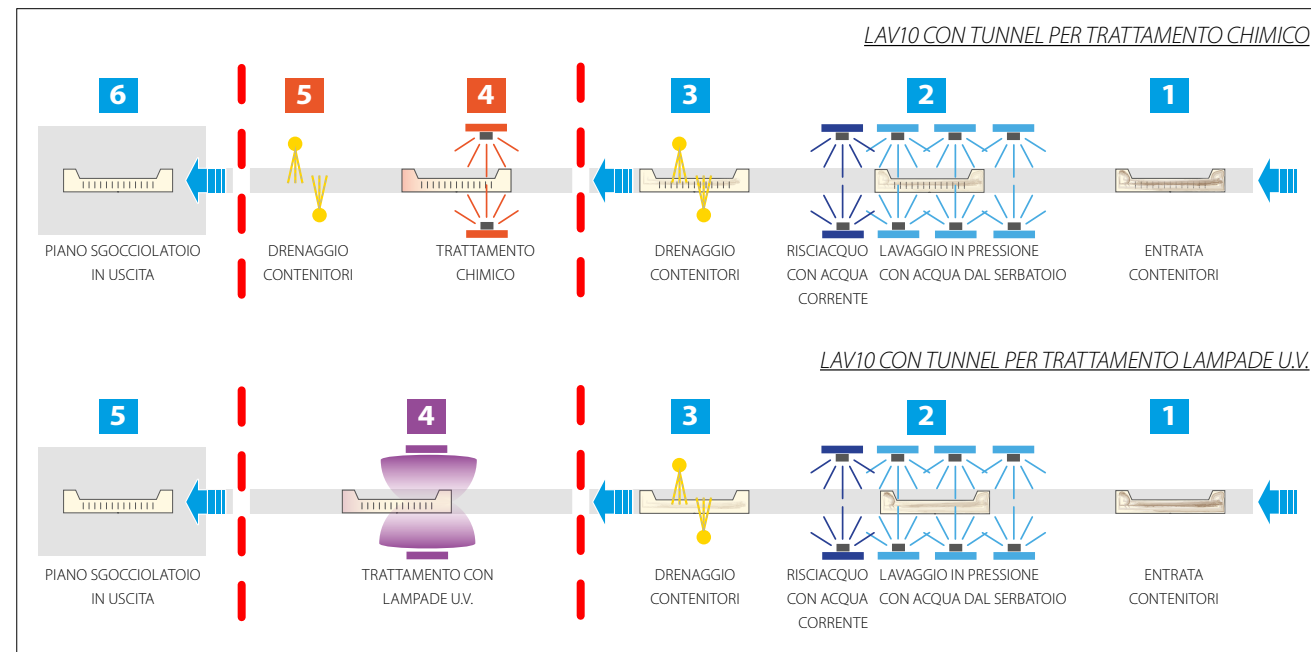 LAV10 CON TUNNEL PER TRATTAMENTO CHIMICO
6
5
4
3
2
1
PIANO SGOCCIOLATOIO
IN USCITA
DRENAGGIO
CONTENITORI
TRATTAMENTO
CHIMICO
DRENAGGIO
CONTENITORI
RISCIACQUO
CON ACQUA
CORRENTE
LAVAGGIO IN PRESSIONE
CON ACQUA DAL SERBATOIO
ENTRATA
CONTENITORI
LAV10 CON TUNNEL PER TRATTAMENTO LAMPADE U.V.
5
4
3
2
1
PIANO SGOCCIOLATOIO
IN USCITA
TRATTAMENTO CON
LAMPADE U.V.
DRENAGGIO
CONTENITORI
RISCIACQUO
CON ACQUA
CORRENTE
LAVAGGIO IN PRESSIONE
CON ACQUA DAL SERBATOIO
ENTRATA
CONTENITORI